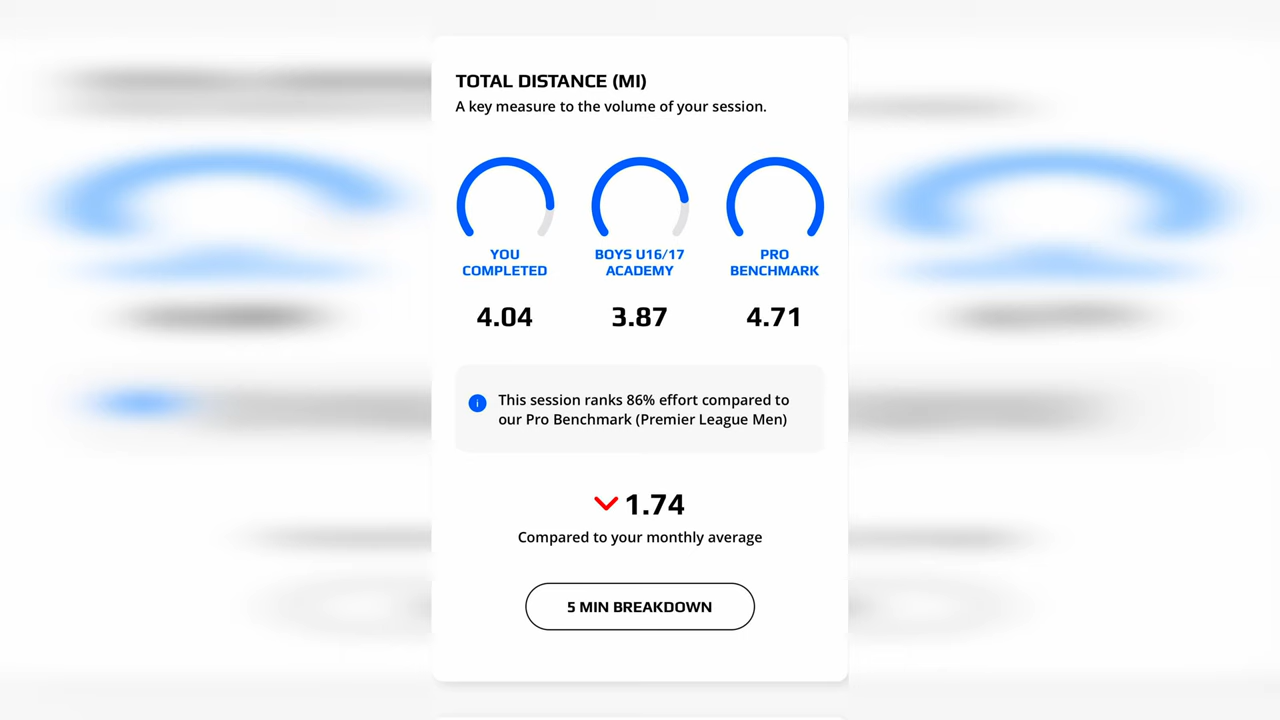 TOTAL DISTANCE (MI)
A key measure to the volume of your session.
YOU
COMPLETED
4.04
BOYS U16/17
ACADEMY
3.87
PRO
BENCHMARK
4.71
This session ranks 86% effort compared to
our Pro Benchmark (Premier League Men)
1.74
Compared to your monthly average
5 MIN BREAKDOWN